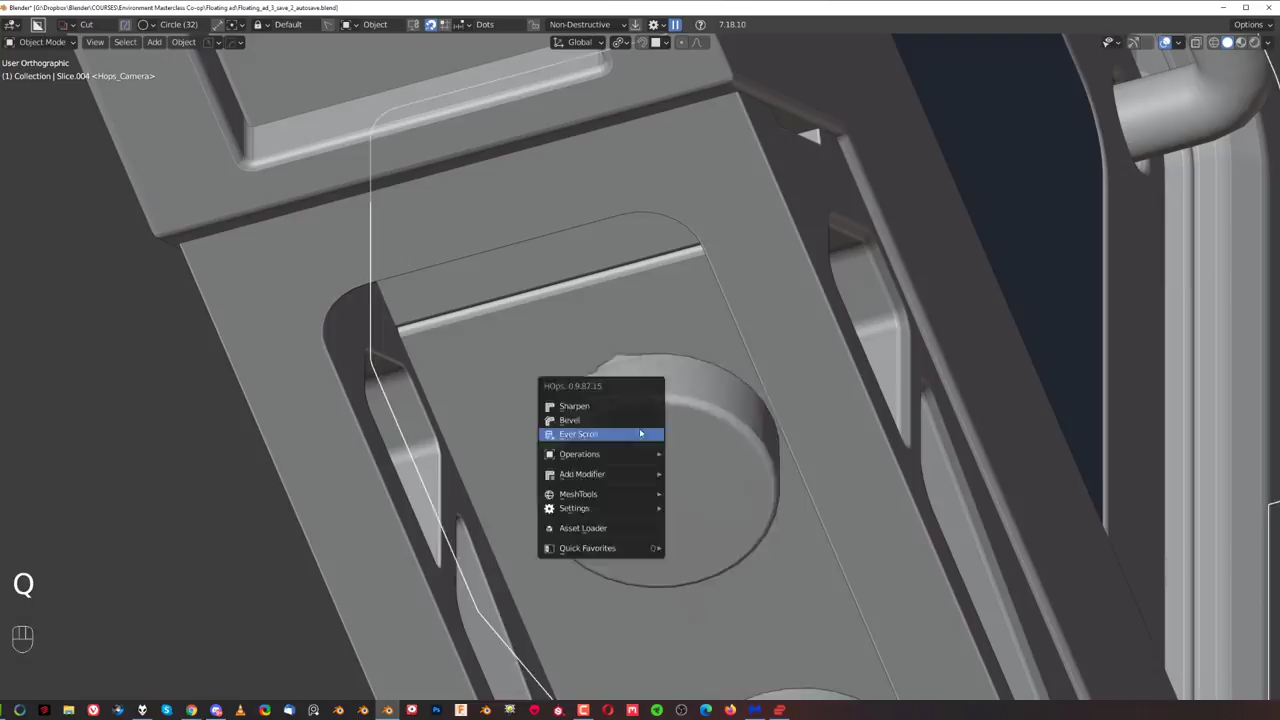 Blender* [G:\Dropbox\Blender\COURSES\Environment Masterclass Co-op\Floating ad\Floating_ad_3_save_2_autosave.blend]
Cut Circle (32) Default Object Dots Non-Destructive 7.18.10 Options
Object Mode View Select Add Object Global
User Orthographic
(1) Collection | Slice.004 <Hops_Camera>
HOps. 0.9.87.15.
Sharpen
Bevel
Ever Scroll
Operations
Add Modifier
MeshTools
Settings
Asset Loader
Quick Favorites Q
Q